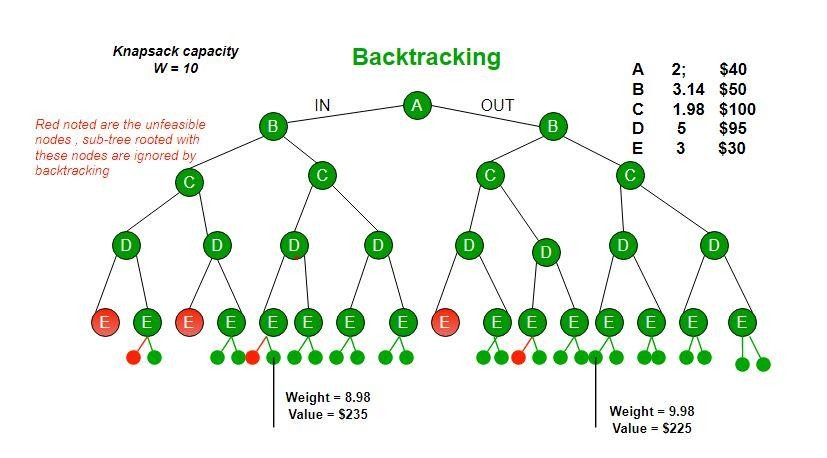 Backtracking
Knapsack capacity
W = 10
A 2; $40
B 3.14 $50
C 1.98 $100
D 5 $95
E 3 $30
Red noted are the unfeasible
nodes , sub-tree rooted with
these nodes are ignored by
backtracking
A
IN OUT
B B
C C C C
D D D D D D D D
E E E E E E E E E E E E E E E E
Weight = 8.98
Value = $235
Weight = 9.98
Value = $225